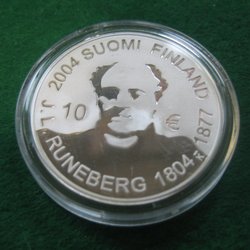 2004 SUOMI FINLAND
10 €
J.L. RUNEBERG 1804-1877